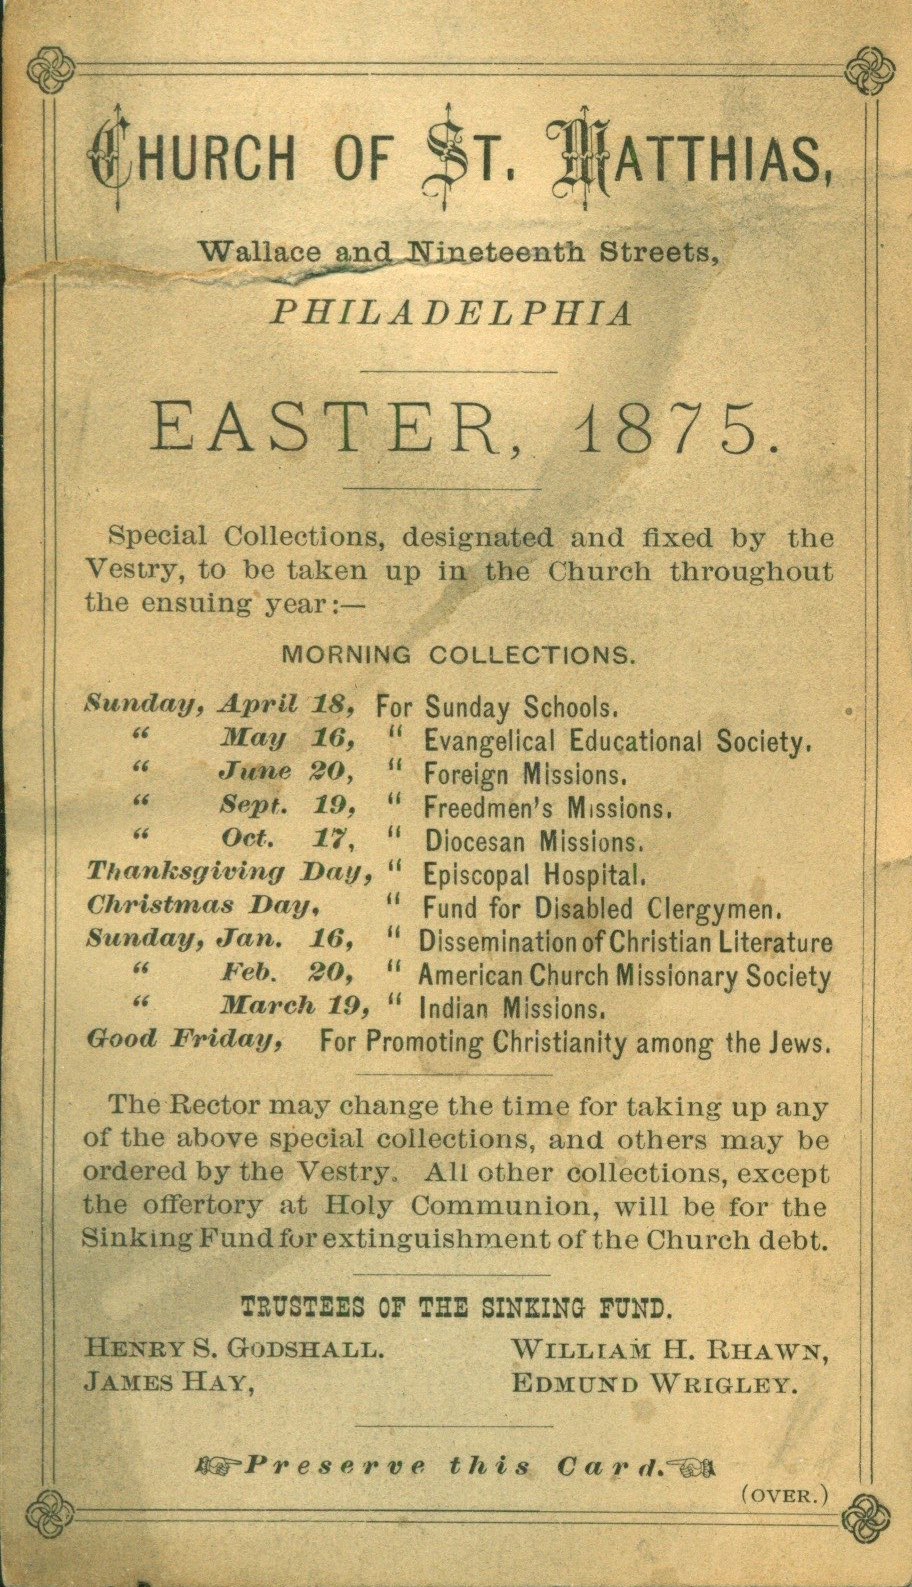 CHURCH OF ST. MATTHIAS,
Wallace and Nineteenth Streets,
PHILADELPHIA
EASTER, 1875.
Special Collections, designated and fixed by the
Vestry, to be taken up in the Church throughout
the ensuing year:—
MORNING COLLECTIONS.
Sunday, April 18, For Sunday Schools.
“ May 16, “ Evangelical Educational Society.
“ June 20, “ Foreign Missions.
“ Sept. 19, “ Freedmen's Missions.
“ Oct. 17, “ Diocesan Missions.
Thanksgiving Day, “ Episcopal Hospital.
Christmas Day, “ Fund for Disabled Clergymen.
Sunday, Jan. 16, “ Dissemination of Christian Literature
“ Feb. 20, “ American Church Missionary Society
“ March 19, “ Indian Missions.
Good Friday, For Promoting Christianity among the Jews.
The Rector may change the time for taking up any
of the above special collections, and others may be
ordered by the Vestry. All other collections, except
the offertory at Holy Communion, will be for the
Sinking Fund for extinguishment of the Church debt.
TRUSTEES OF THE SINKING FUND.
HENRY S. GODSHALL. WILLIAM H. RHAWN,
JAMES HAY, EDMUND WRIGLEY.
☞Preserve this Card.☜
(OVER.)